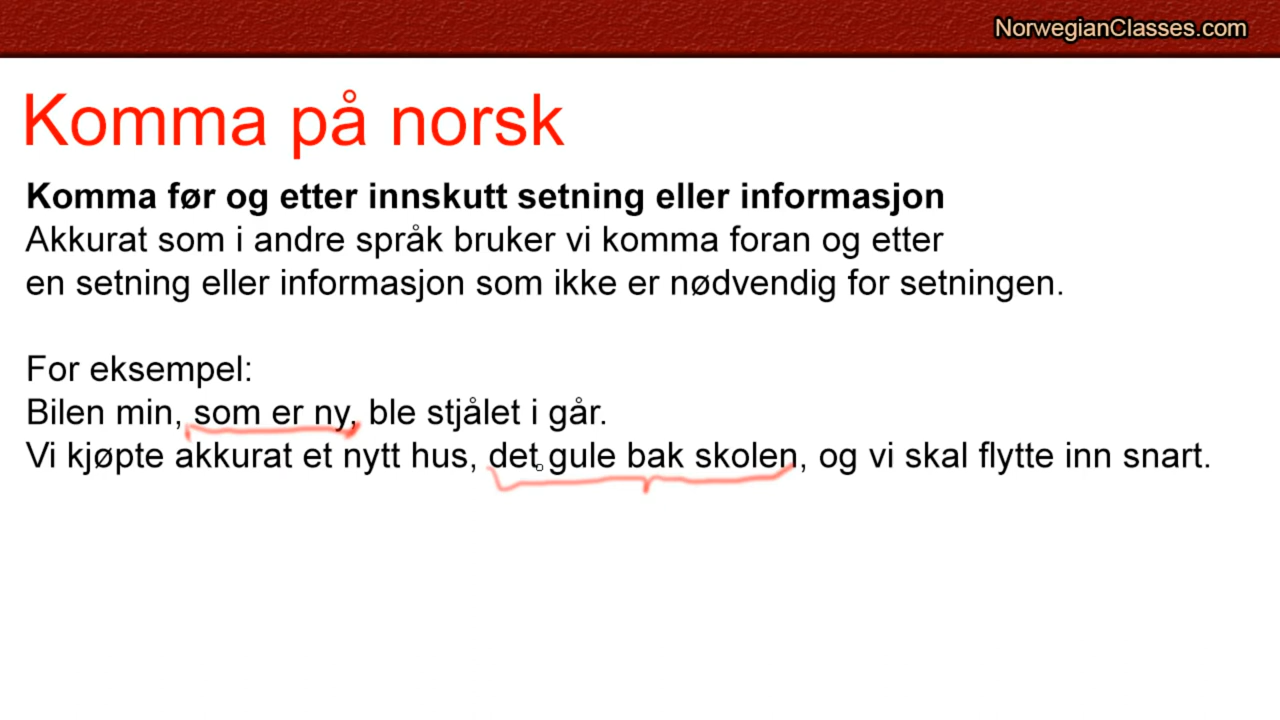 NorwegianClasses.com
Komma på norsk
Komma før og etter innskutt setning eller informasjon
Akkurat som i andre språk bruker vi komma foran og etter
en setning eller informasjon som ikke er nødvendig for setningen.
For eksempel:
Bilen min, som er ny, ble stjålet i går.
Vi kjøpte akkurat et nytt hus, det gule bak skolen, og vi skal flytte inn snart.